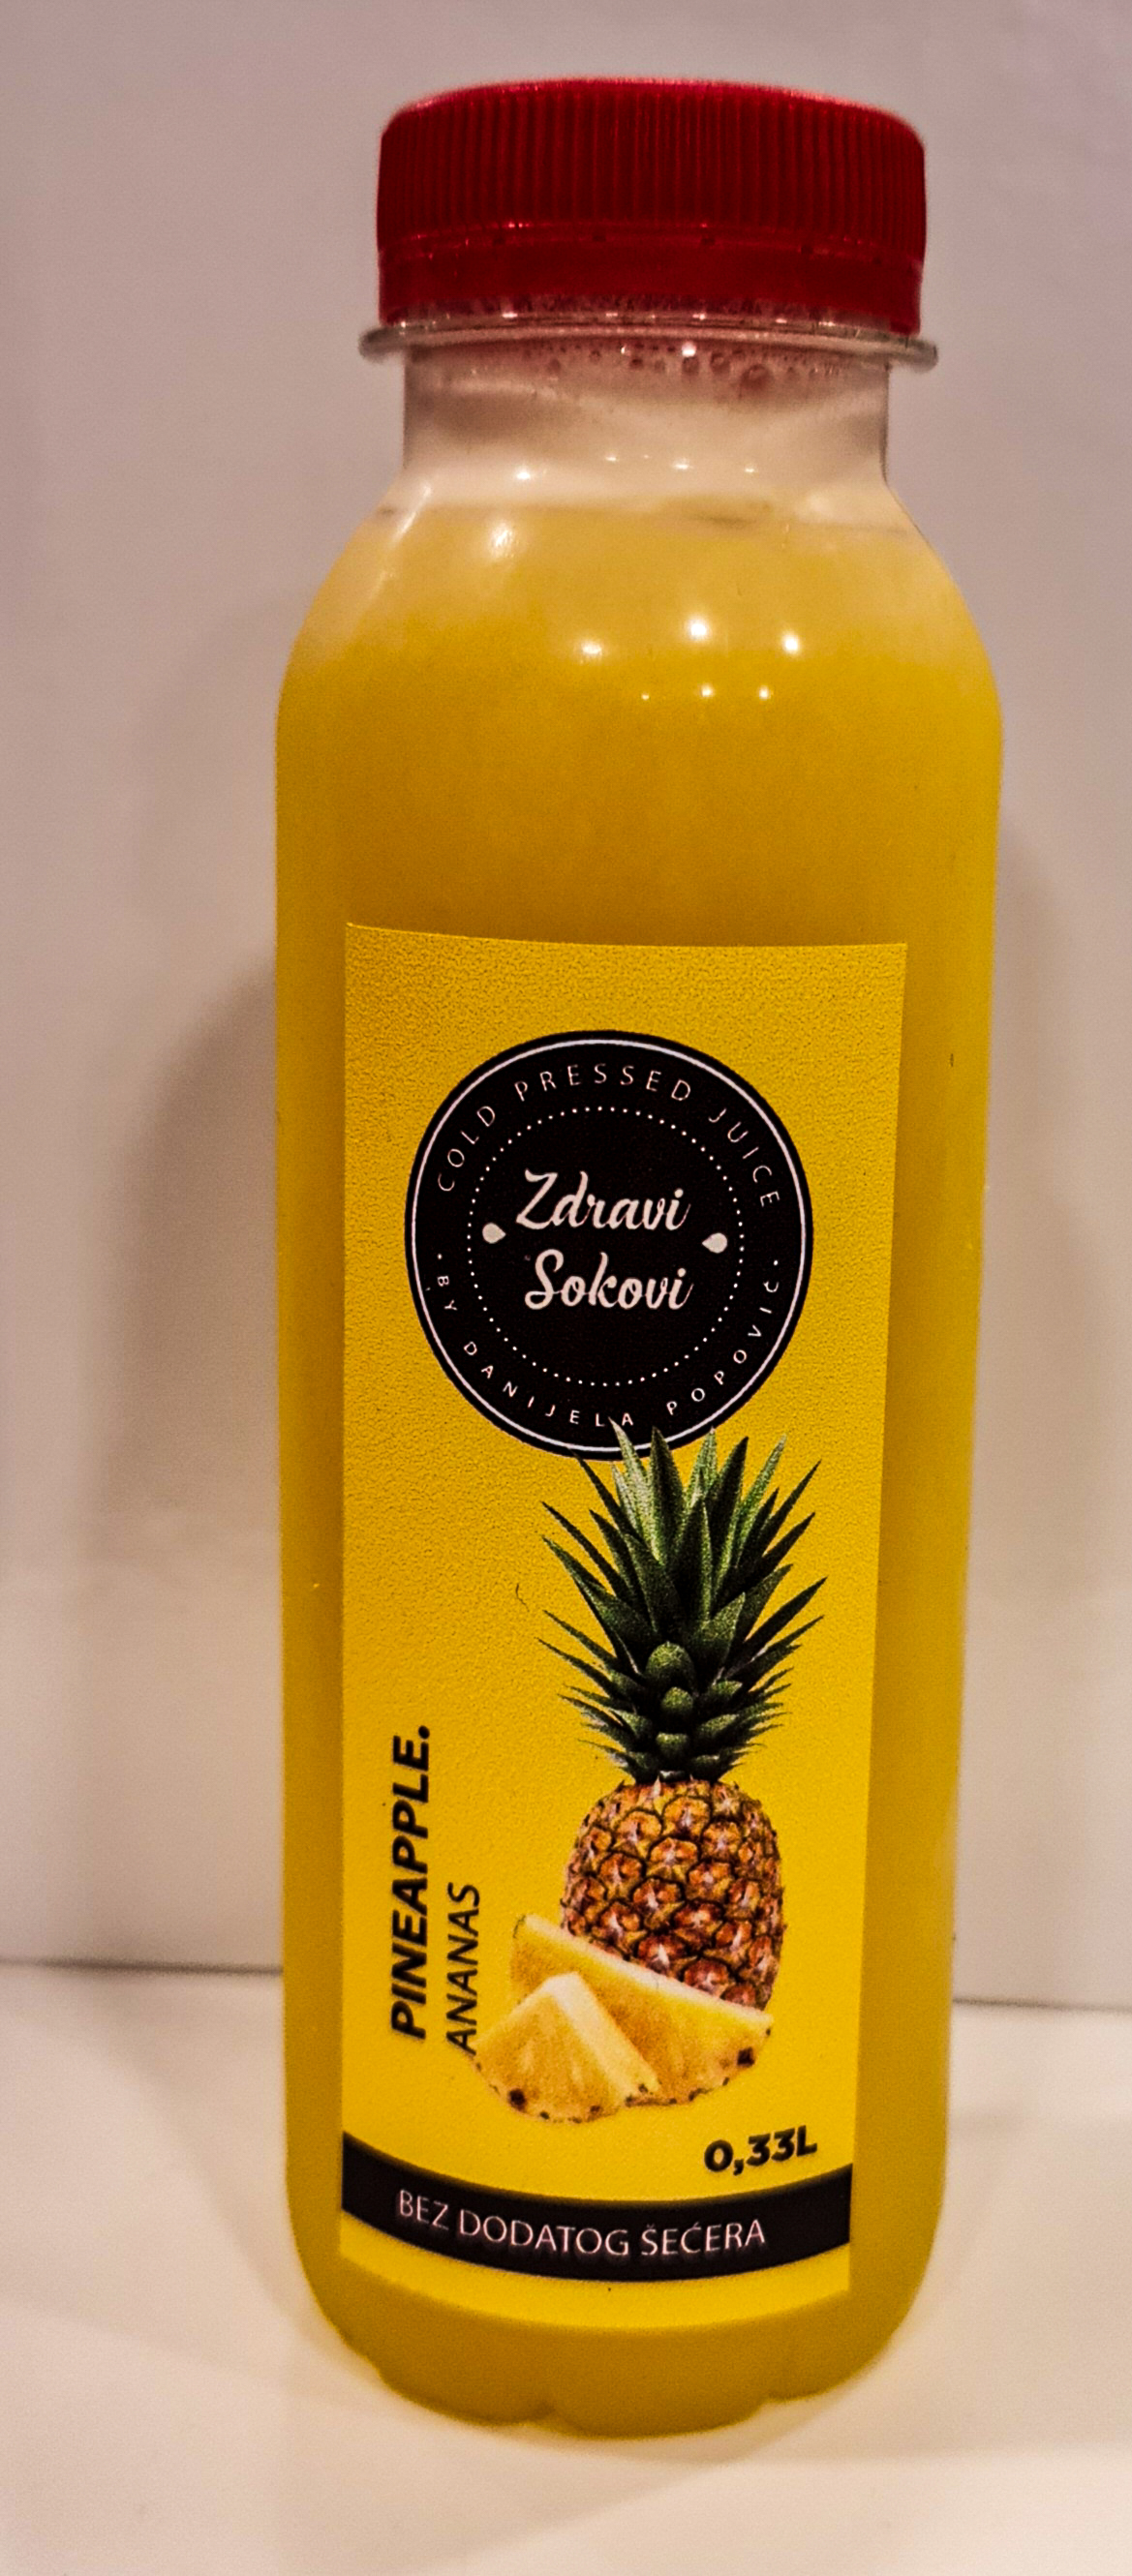 COLD PRESSED JUICE
Zdravi
Sokovi
· BY DANIJELA POPOVIĆ ·
PINEAPPLE.
ANANAS
0,33L
BEZ DODATOG ŠEĆERA